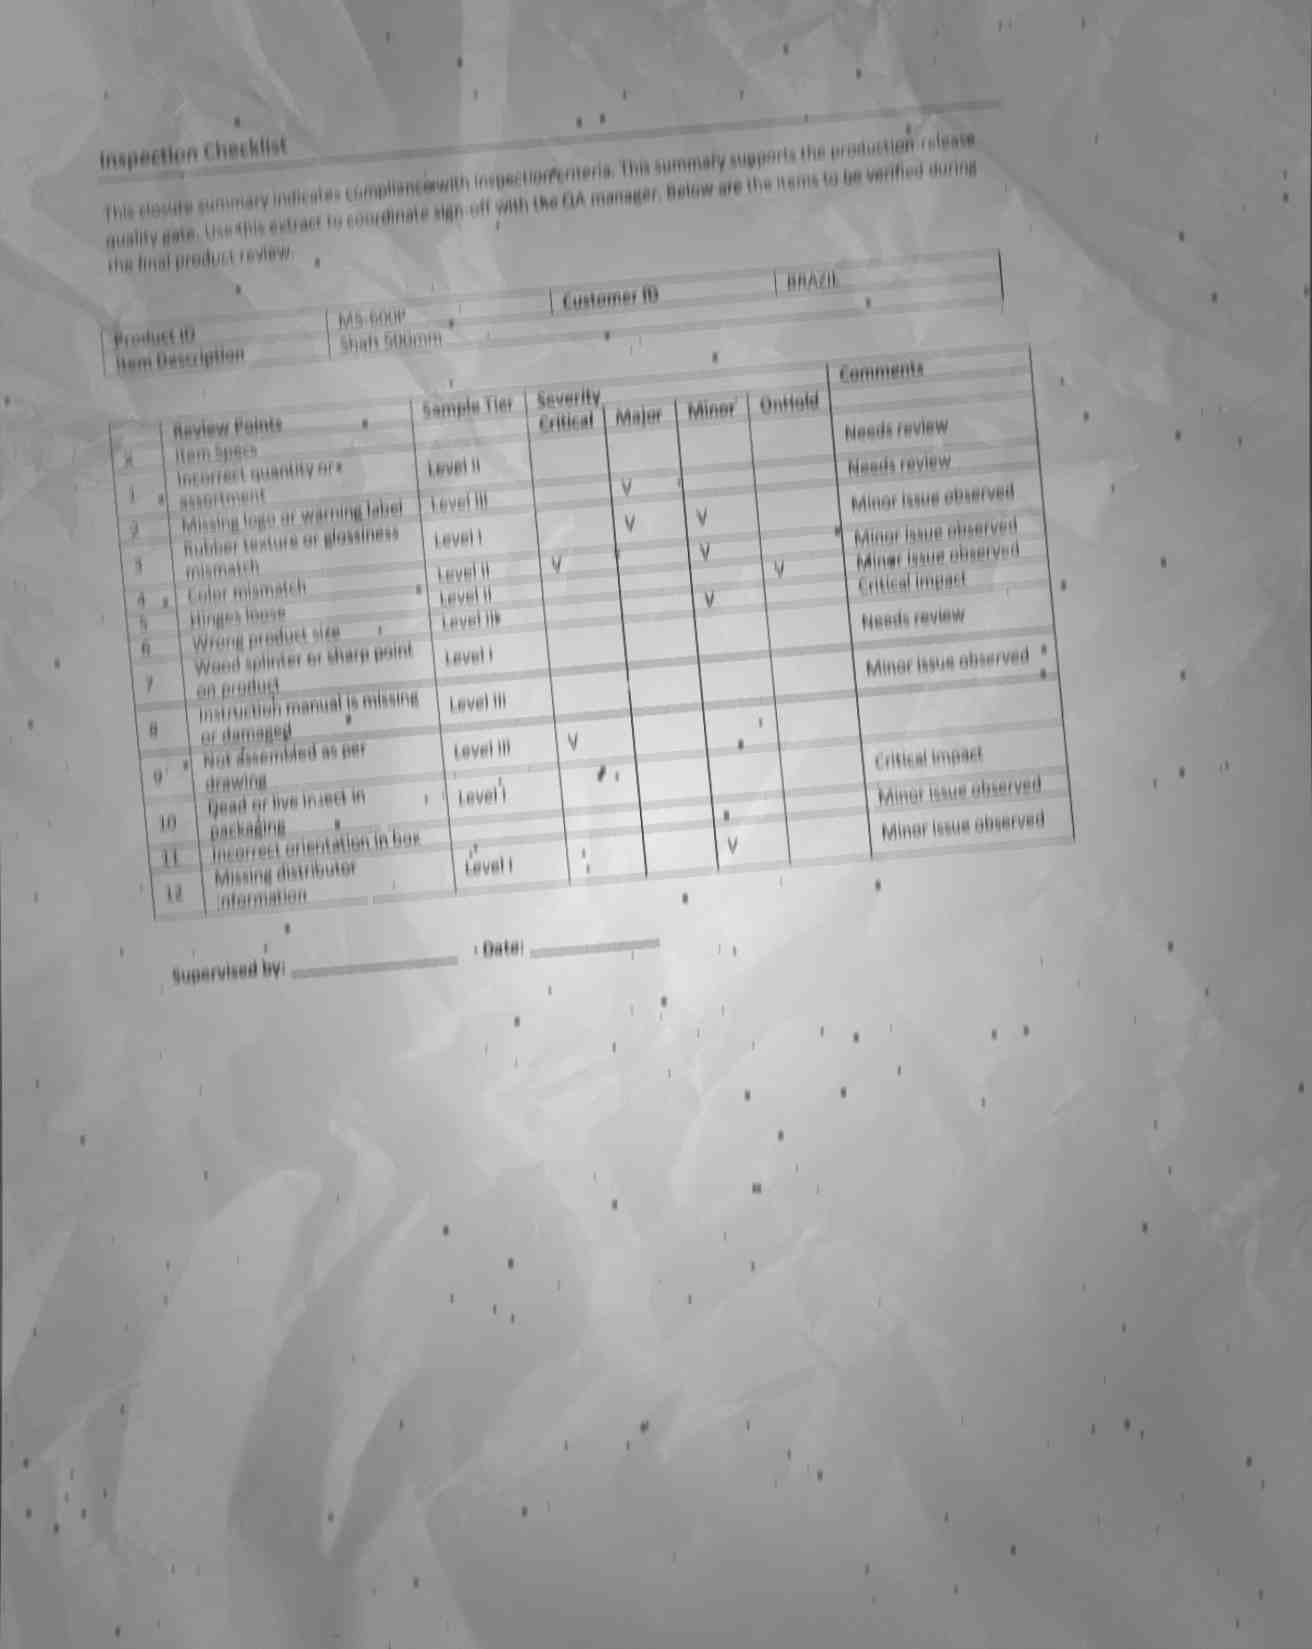 Inspection Checklist
This closure summary indicates compliance with inspection criteria. This summary supports the production release
quality gate. Use this extract to coordinate sign-off with the QA manager. Below are the items to be verified during
the final product review.
Product ID MS-600P Customer ID BRAZIL
Item Description Shaft 500mm
Review Points Sample Tier Severity Comments
Item Specs Critical Major Minor OnHold
1 Incorrect quantity or Level II Needs review
assortment
2 Missing logo or warning label Level III V Needs review
3 Rubber texture or glossiness Level I V V Minor issue observed
mismatch
4 Color mismatch Level II V V Minor issue observed
5 Hinges loose Level II V Minor issue observed
6 Wrong product size Level III V Critical impact
7 Wood splinter or sharp point Level I Needs review
on product
8 Instruction manual is missing Level III Minor issue observed
or damaged
9 Not assembled as per Level III V
drawing
10 Dead or live insect in Level I Critical impact
packaging
11 Incorrect orientation in box Minor issue observed
12 Missing distributor Level I V Minor issue observed
information
Supervised by: Date: